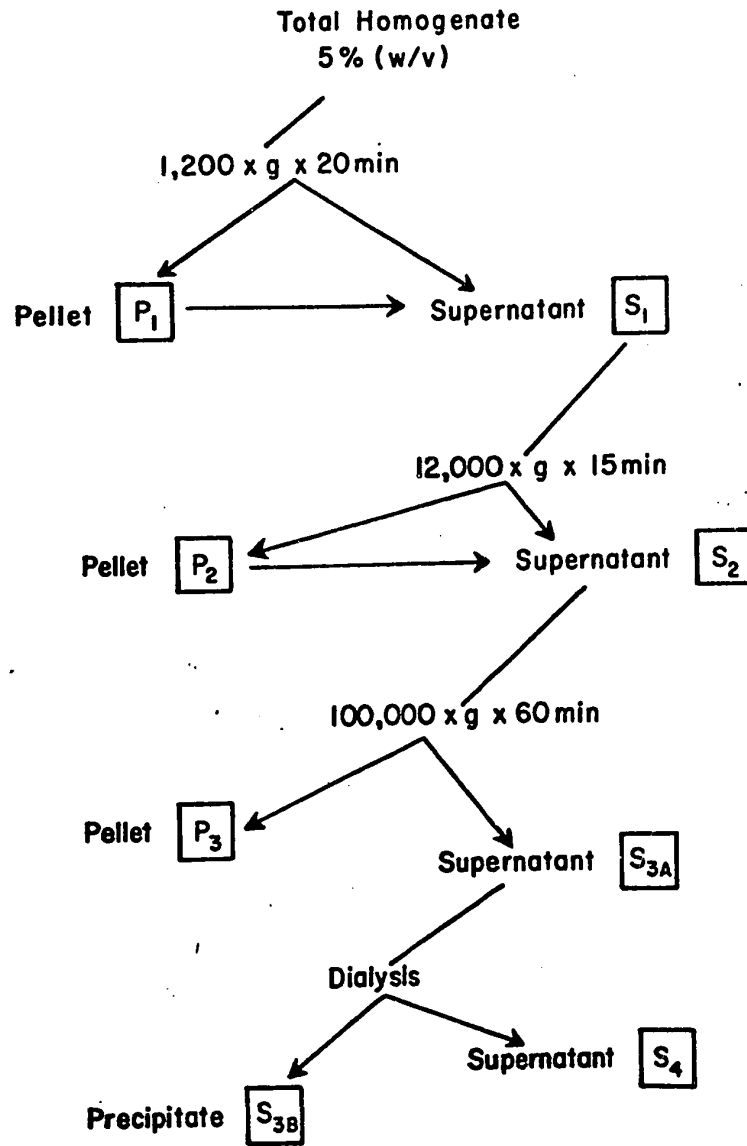 Total Homogenate
5% (w/v)
1,200 x g x 20 min
Pellet P1 Supernatant S1
12,000 x g x 15 min
Pellet P2 Supernatant S2
100,000 x g x 60 min
Pellet P3
Supernatant S3A
Dialysis
Supernatant S4
Precipitate S3B